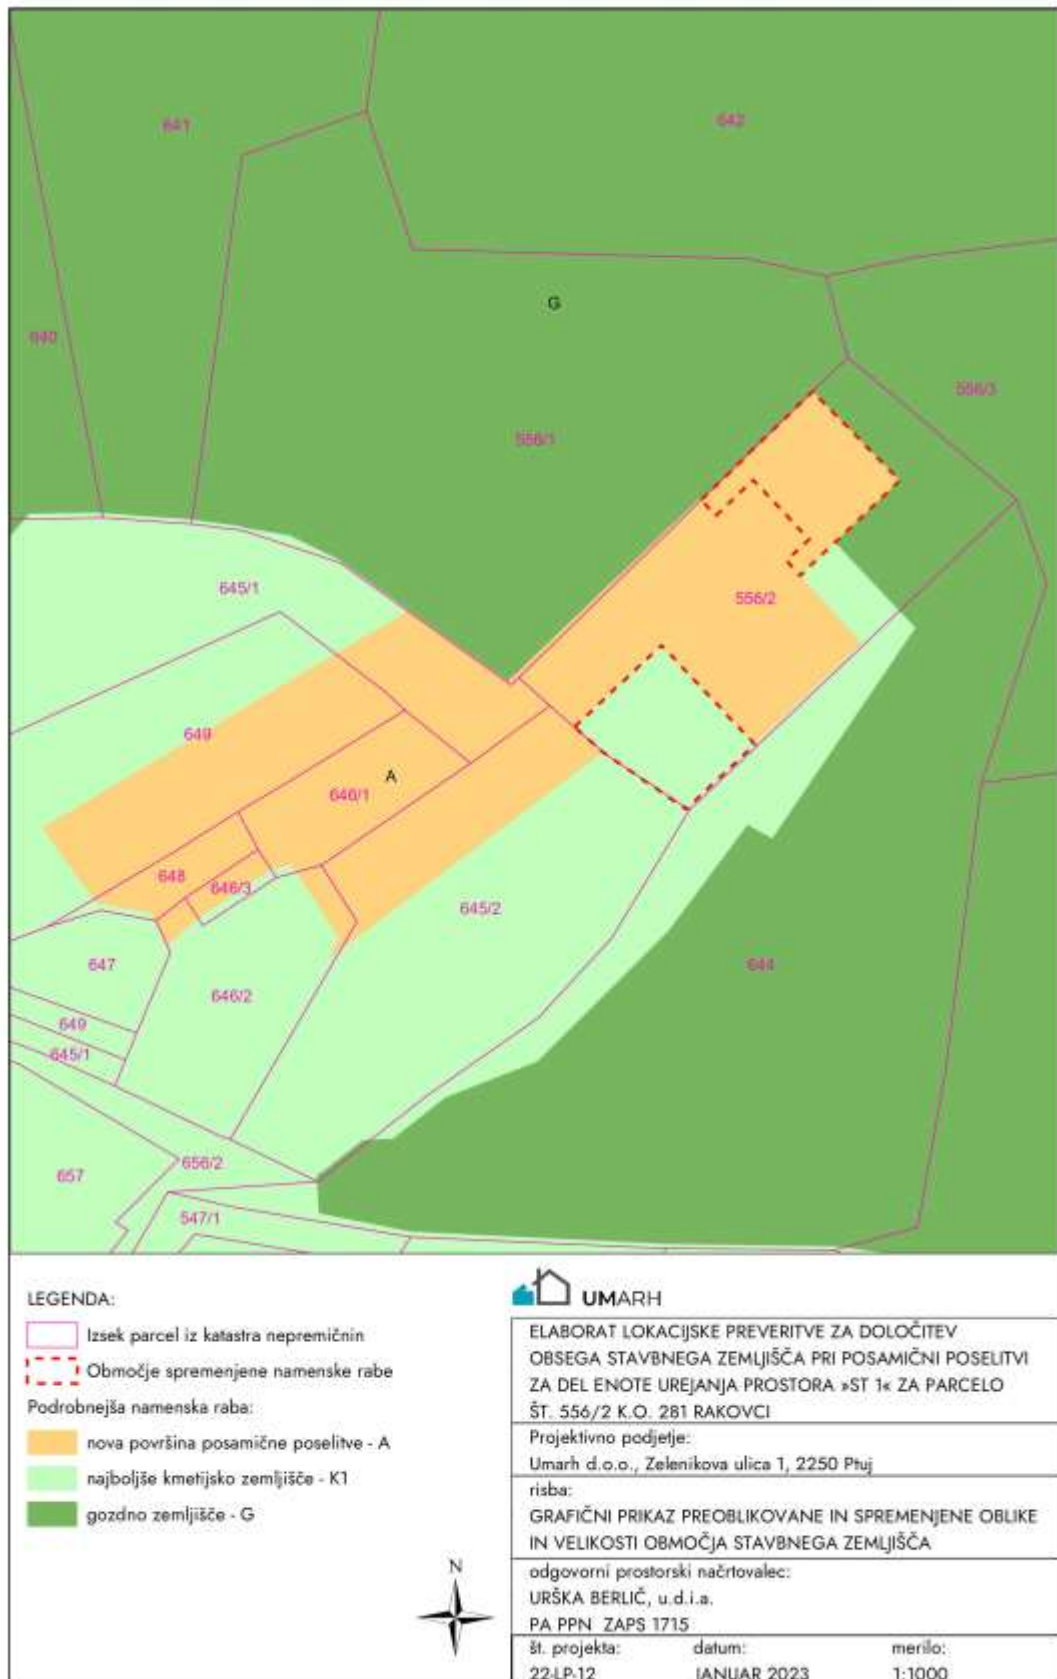 641
642
G
640
556/3
556/1
645/1
556/2
649
A
646/1
648
646/3
645/2
647
644
646/2
649
645/1
656/2
657
547/1
LEGENDA:
Izsek parcel iz katastra nepremičnin
Območje spremenjene namenske rabe
Podrobnejša namenska raba:
nova površina posamične poselitve - A
najboljše kmetijsko zemljišče - K1
gozdno zemljišče - G
N
UMARH
ELABORAT LOKACIJSKE PREVERITVE ZA DOLOČITEV
OBSEGA STAVBNEGA ZEMLJIŠČA PRI POSAMIČNI POSELITVI
ZA DEL ENOTE UREJANJA PROSTORA »ST 1« ZA PARCELO
ŠT. 556/2 K.O. 281 RAKOVCI
Projektivno podjetje:
Umarh d.o.o., Zelenikova ulica 1, 2250 Ptuj
risba:
GRAFIČNI PRIKAZ PREOBLIKOVANE IN SPREMENJENE OBLIKE
IN VELIKOSTI OBMOČJA STAVBNEGA ZEMLJIŠČA
odgovorni prostorski načrtovalec:
URŠKA BERLIČ, u.d.i.a.
PA PPN ZAPS 1715
št. projekta: datum: merilo:
22-LP-12 JANUAR 2023 1:1000